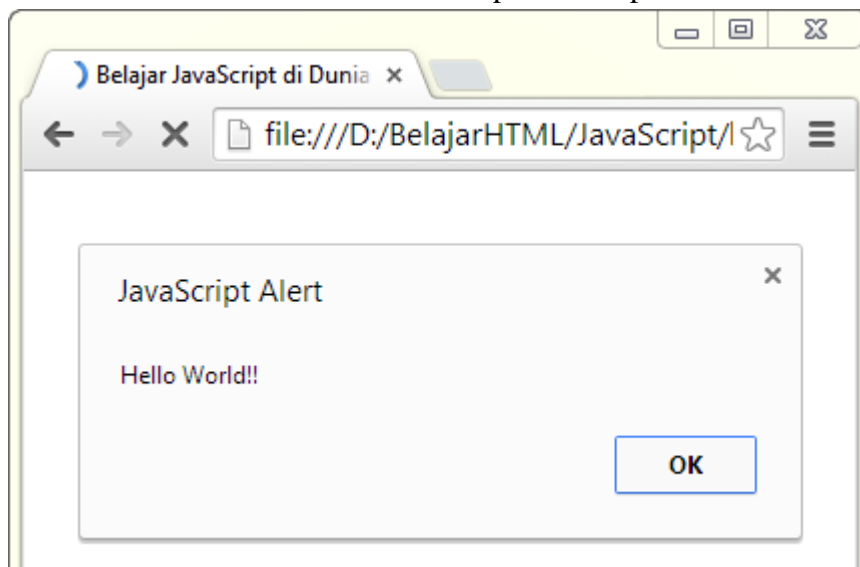 Belajar JavaScript di Dunia
file:///D:/BelajarHTML/JavaScript/
JavaScript Alert
Hello World!!
OK